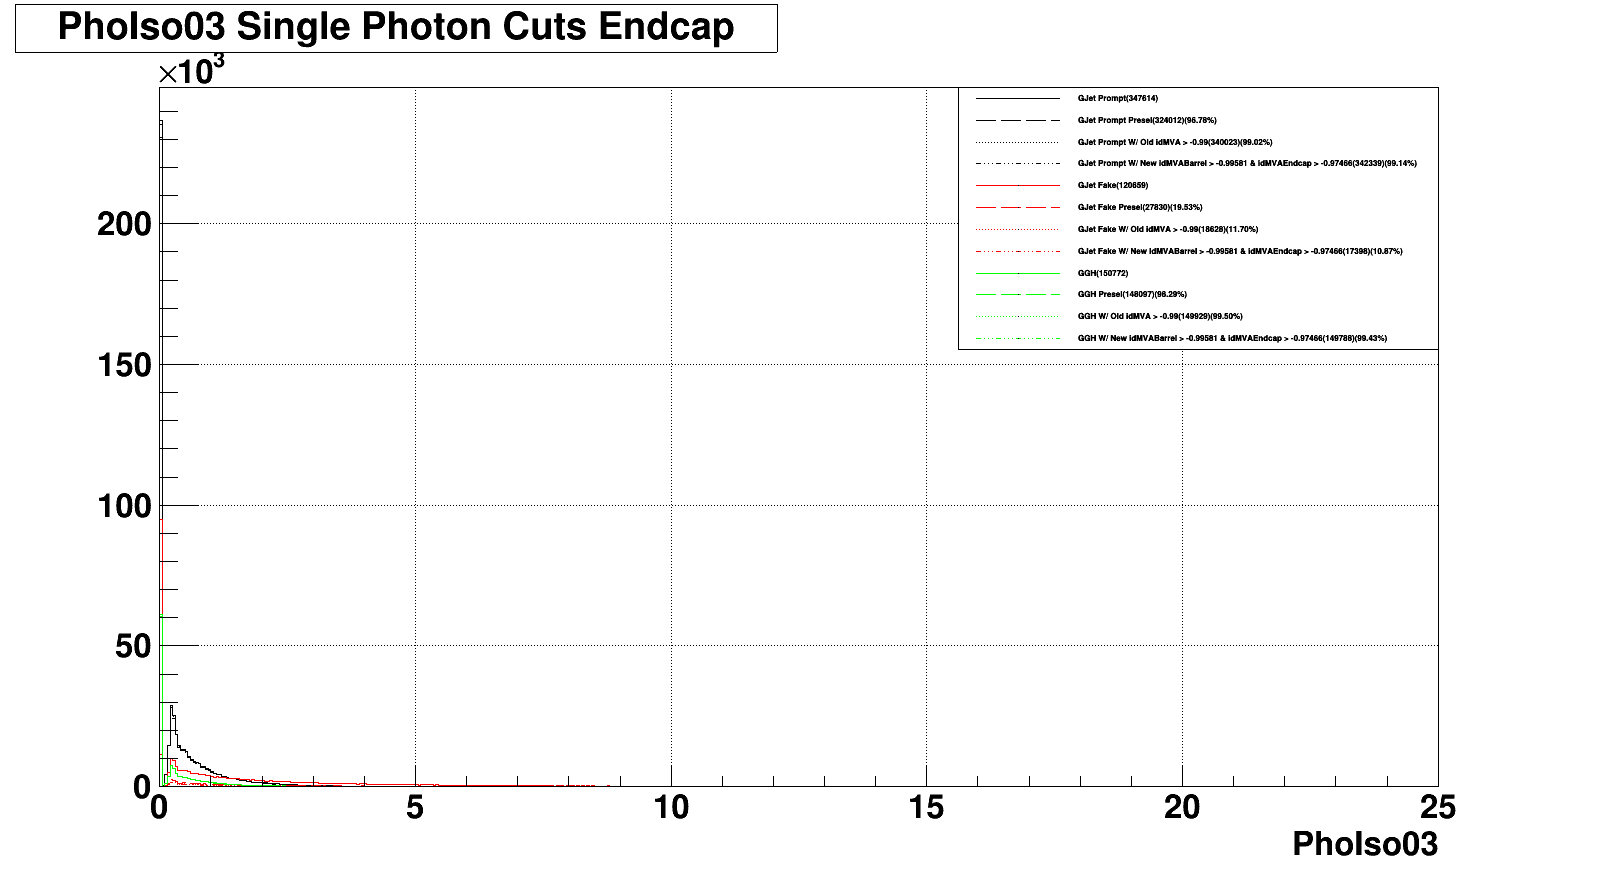 PhoIso03 Single Photon Cuts Endcap
×10³
200
150
100
50
0
0 5 10 15 20 25
PhoIso03
GJet Prompt(347614)
GJet Prompt Presel(324012)(96.78%)
GJet Prompt W/ Old idMVA > -0.99(340023)(99.02%)
GJet Prompt W/ New idMVABarrel > -0.99581 & idMVAEndcap > -0.97466(342339)(99.14%)
GJet Fake(120659)
GJet Fake Presel(27830)(19.53%)
GJet Fake W/ Old idMVA > -0.99(18628)(11.70%)
GJet Fake W/ New idMVABarrel > -0.99581 & idMVAEndcap > -0.97466(17398)(10.87%)
GGH(150772)
GGH Presel(148097)(98.29%)
GGH W/ Old idMVA > -0.99(149929)(99.50%)
GGH W/ New idMVABarrel > -0.99581 & idMVAEndcap > -0.97466(149788)(99.43%)